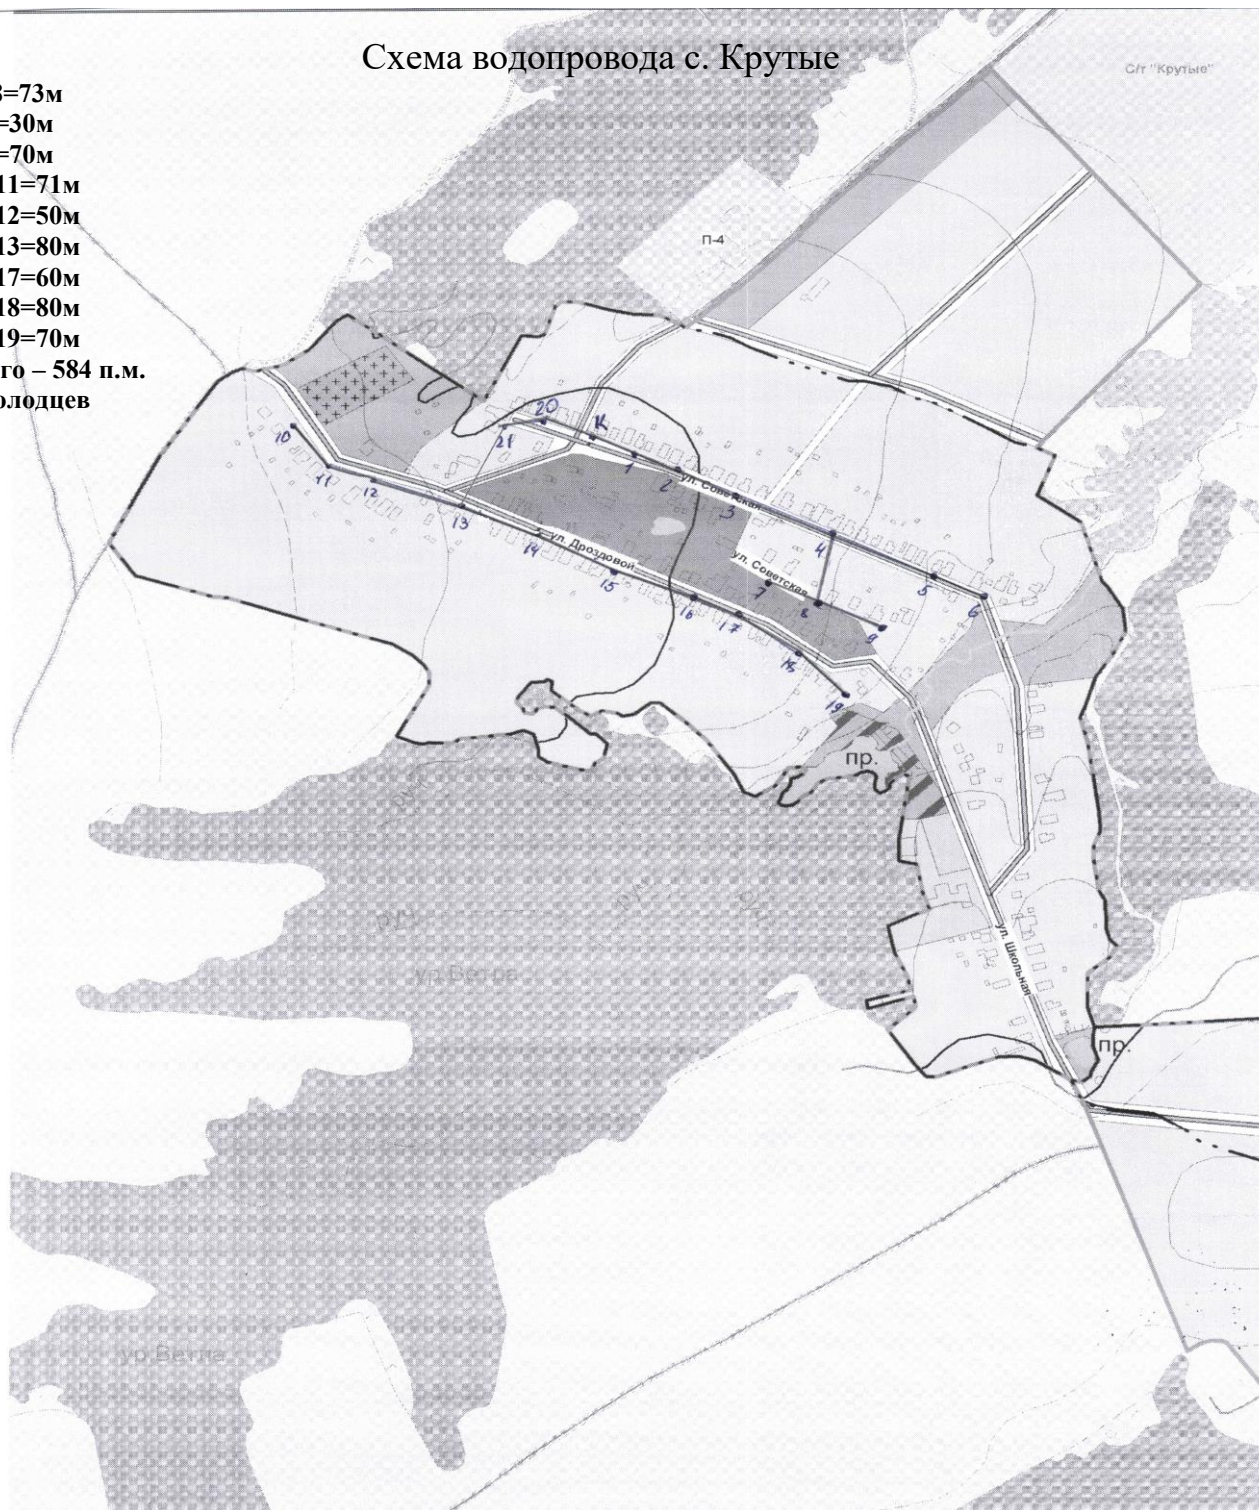 Схема водопровода с. Крутые
С/т "Крутые"
8=73м
=30м
=70м
11=71м
12=50м
13=80м
17=60м
18=80м
19=70м
го – 584 п.м.
олодцев
П-4
20
21
К
10
1
2
ул. Советская
11
12
3
13
4
14
ул. Дроздовой
ул. Советская
15
5
7
6
16
8
17
9
18
19
пр.
ул. Школьная
ур.Ветла
пр.
ур.Ветла